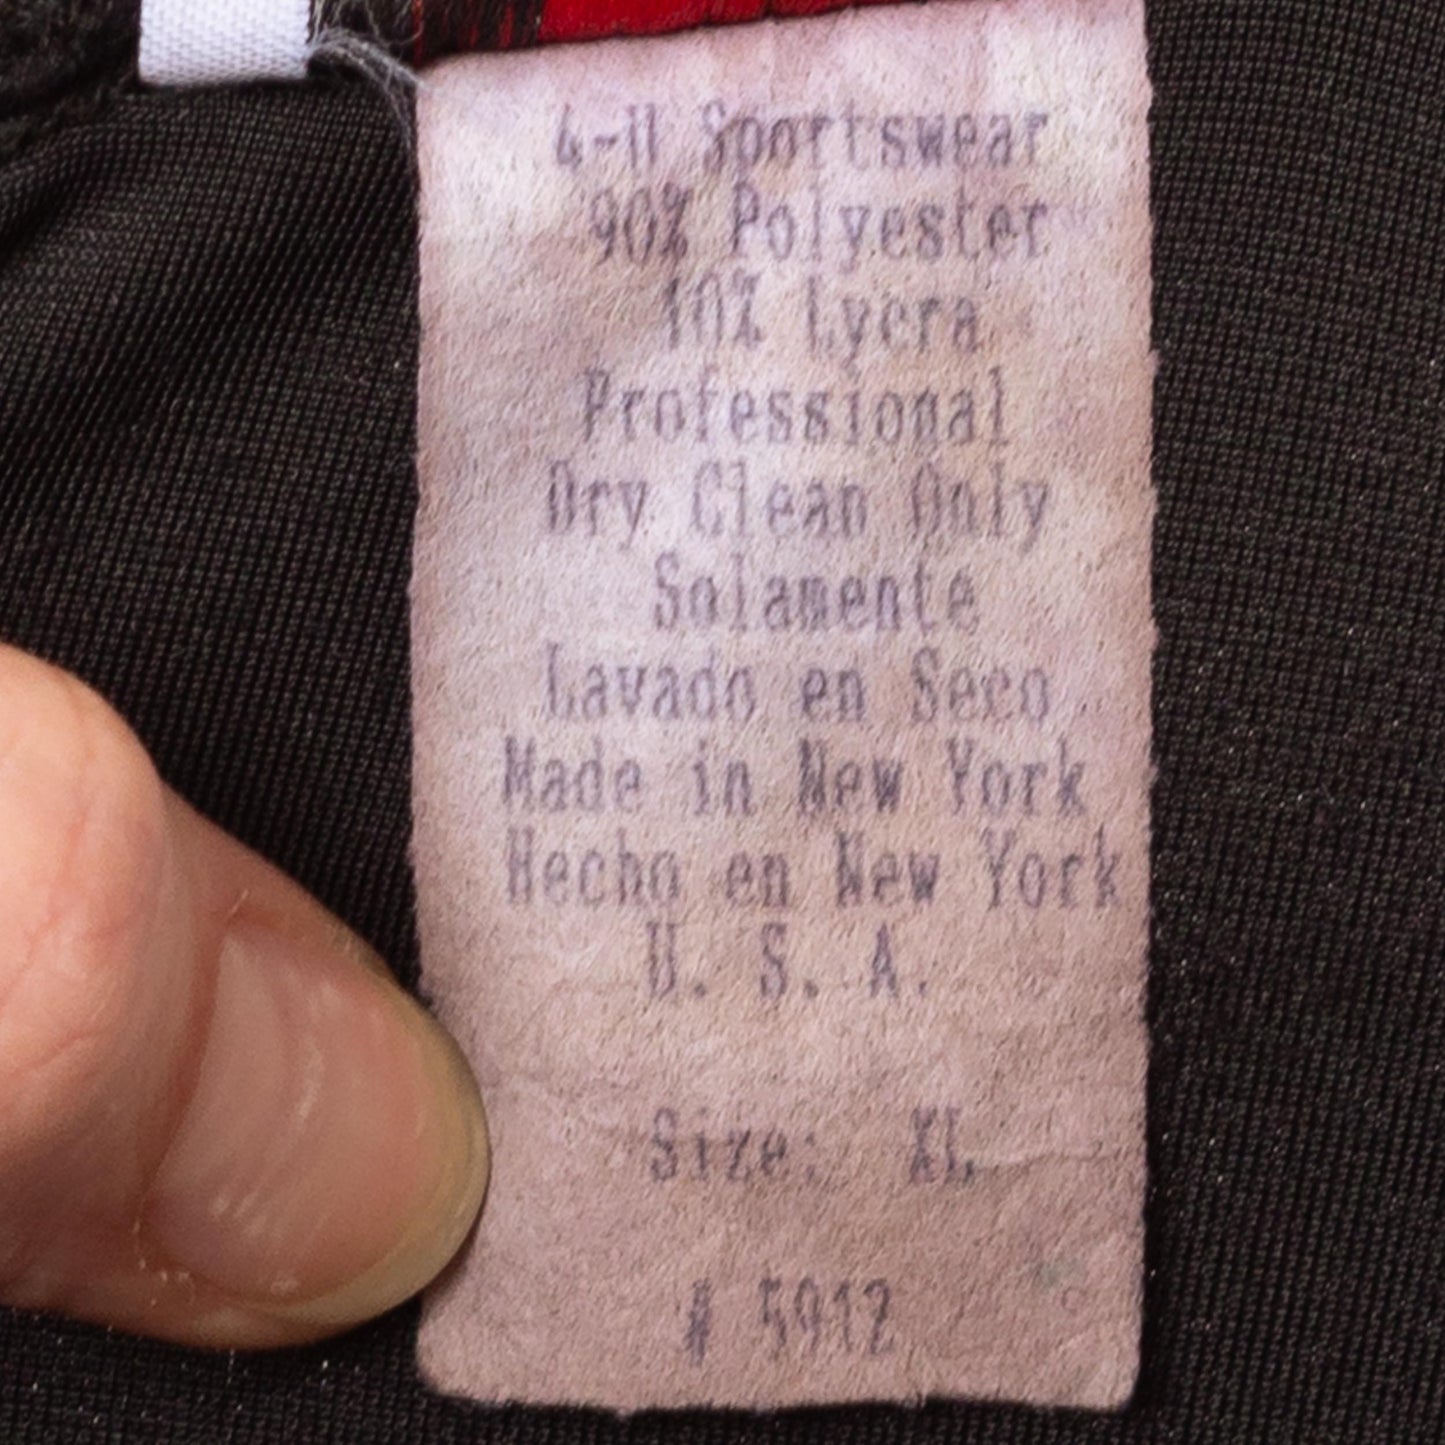 4-H Sportswear
90% Polyester
10% Lycra
Professional
Dry Clean Only
Solamente
Lavado en Seco
Made in New York
Hecho en New York
U. S. A.
Size: XL
# 5912